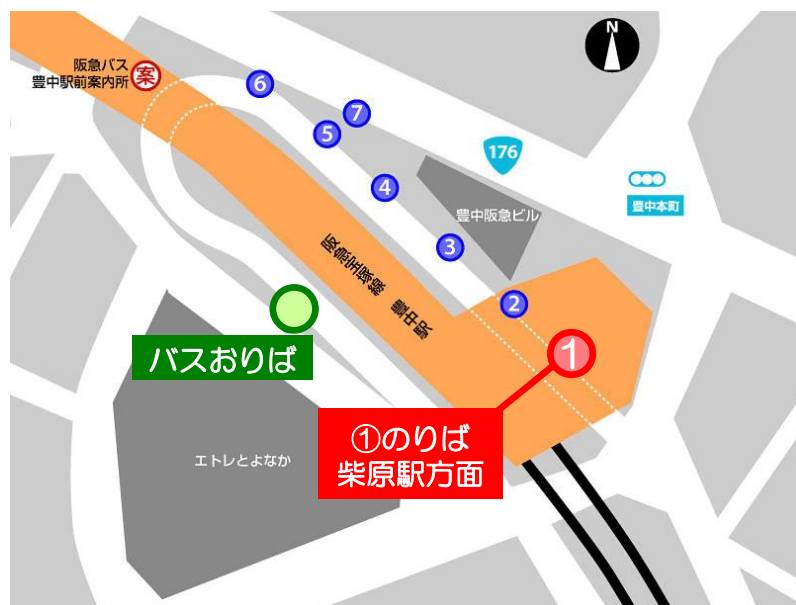 N
阪急バス
豊中駅前案内所
案
6
7
5
176
4
豊中本町
豊中阪急ビル
3
阪急宝塚線 豊中駅
2
1
バスおりば
①のりば
柴原駅方面
エトレとよなか